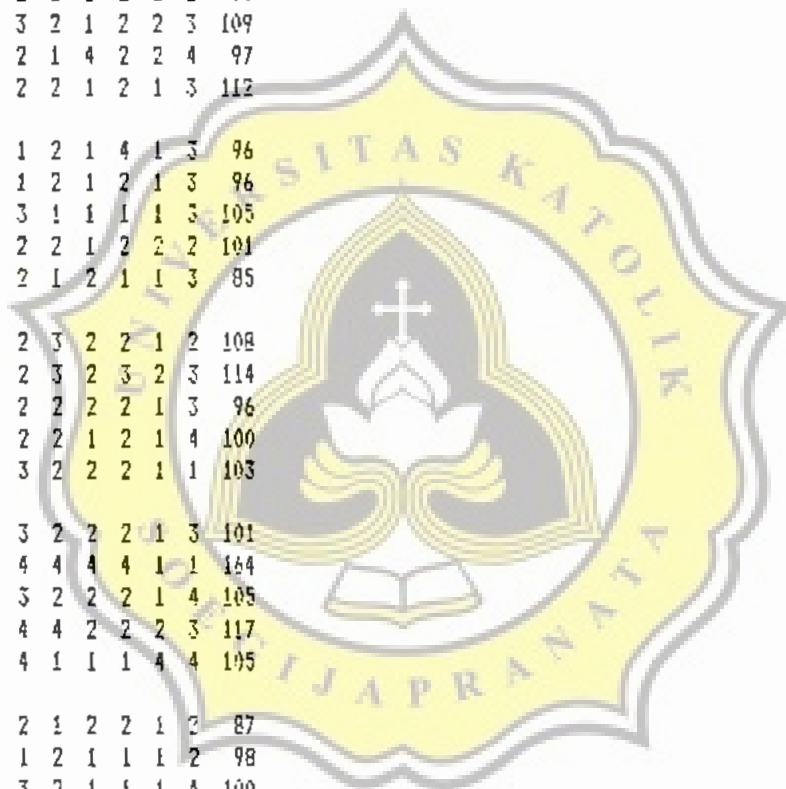 3 2 1 2 2 3 109
2 1 4 2 2 4 97
2 2 1 2 1 3 112
1 2 1 4 1 3 96
1 2 1 2 1 3 96
3 1 1 1 1 3 105
2 2 1 2 2 2 101
2 1 2 1 1 3 85
2 3 2 2 1 2 108
2 3 2 3 2 3 114
2 2 2 2 1 3 96
2 2 1 2 1 4 100
3 2 2 2 1 1 103
3 2 2 2 1 3 101
4 4 4 4 1 1 164
3 2 2 2 1 4 105
4 4 2 2 2 3 117
4 1 1 1 4 4 105
2 1 2 2 1 87
1 2 1 1 1 2 98
UNIVERSITAS KATOLIK
SOEGIJAPRANATA